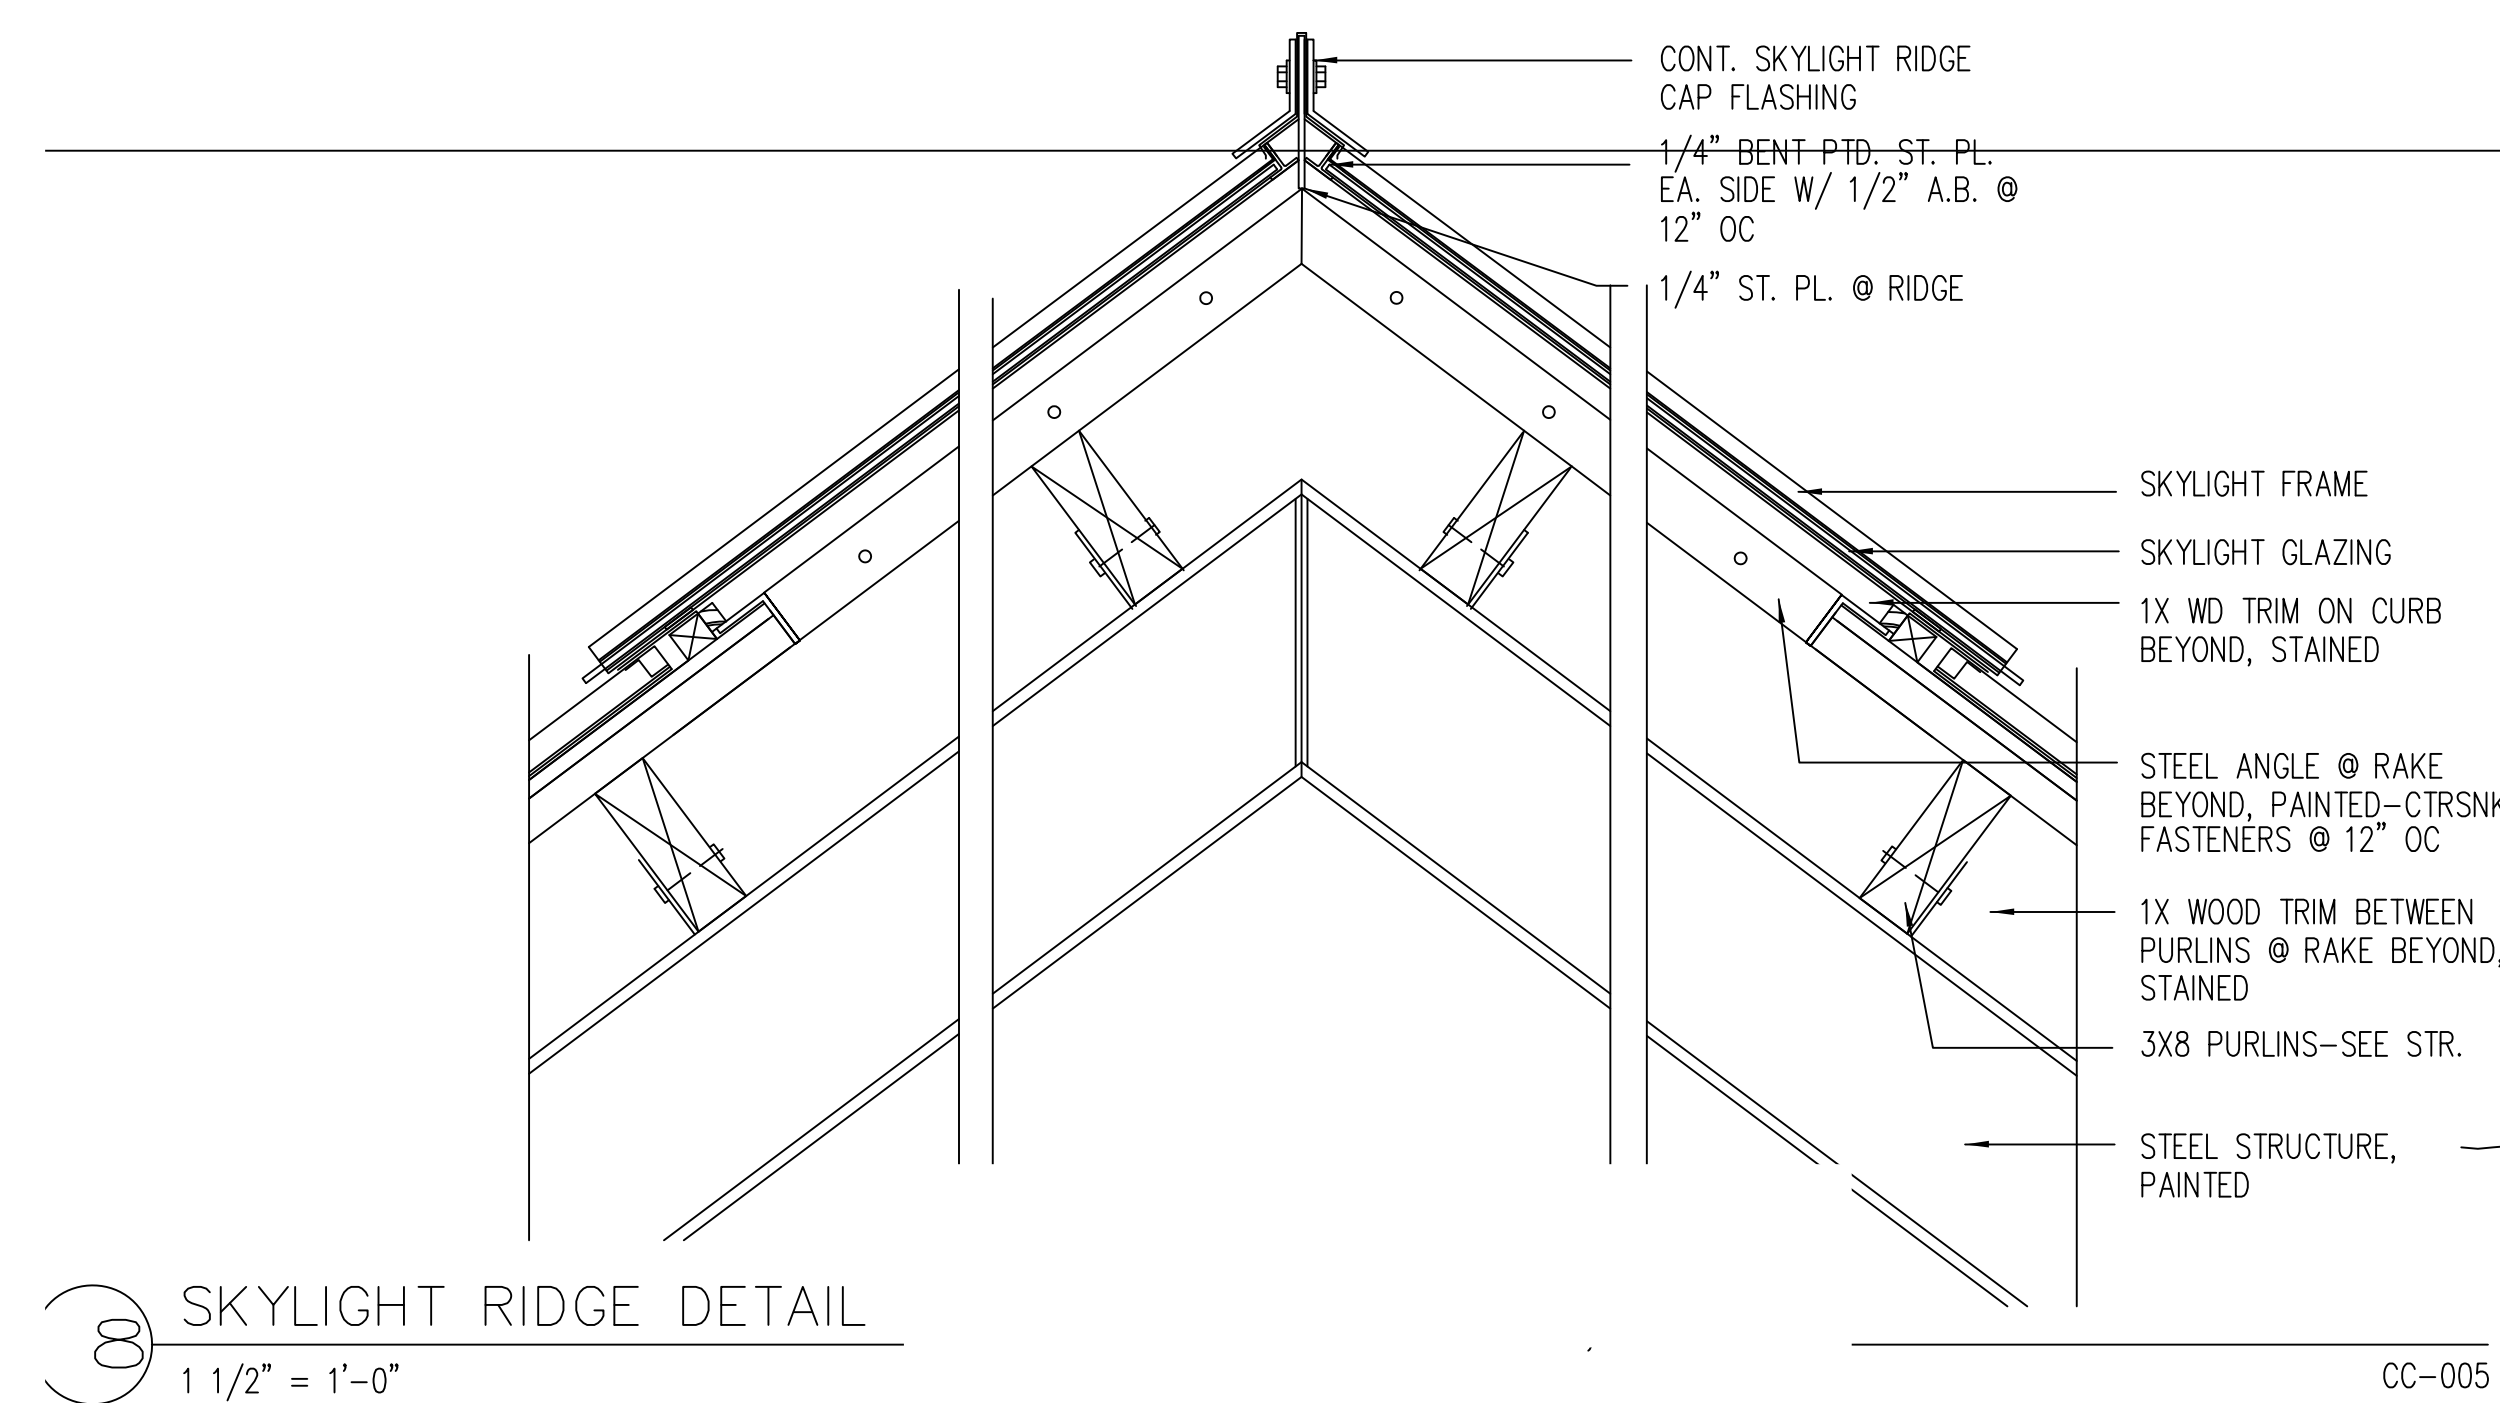 CONT. SKYLIGHT RIDGE
CAP FLASHING
1/4" BENT PTD. ST. PL.
EA. SIDE W/ 1/2" A.B. @
12" OC
1/4" ST. PL. @ RIDGE
SKYLIGHT FRAME
SKYLIGHT GLAZING
1X WD TRIM ON CURB
BEYOND, STAINED
STEEL ANGLE @ RAKE
BEYOND, PAINTED-CTRSNK
FASTENERS @ 12" OC
1X WOOD TRIM BETWEEN
PURLINS @ RAKE BEYOND,
STAINED
3X8 PURLINS-SEE STR.
STEEL STRUCTURE,
PAINTED
8
SKYLIGHT RIDGE DETAIL
1 1/2" = 1'-0"
CC-005